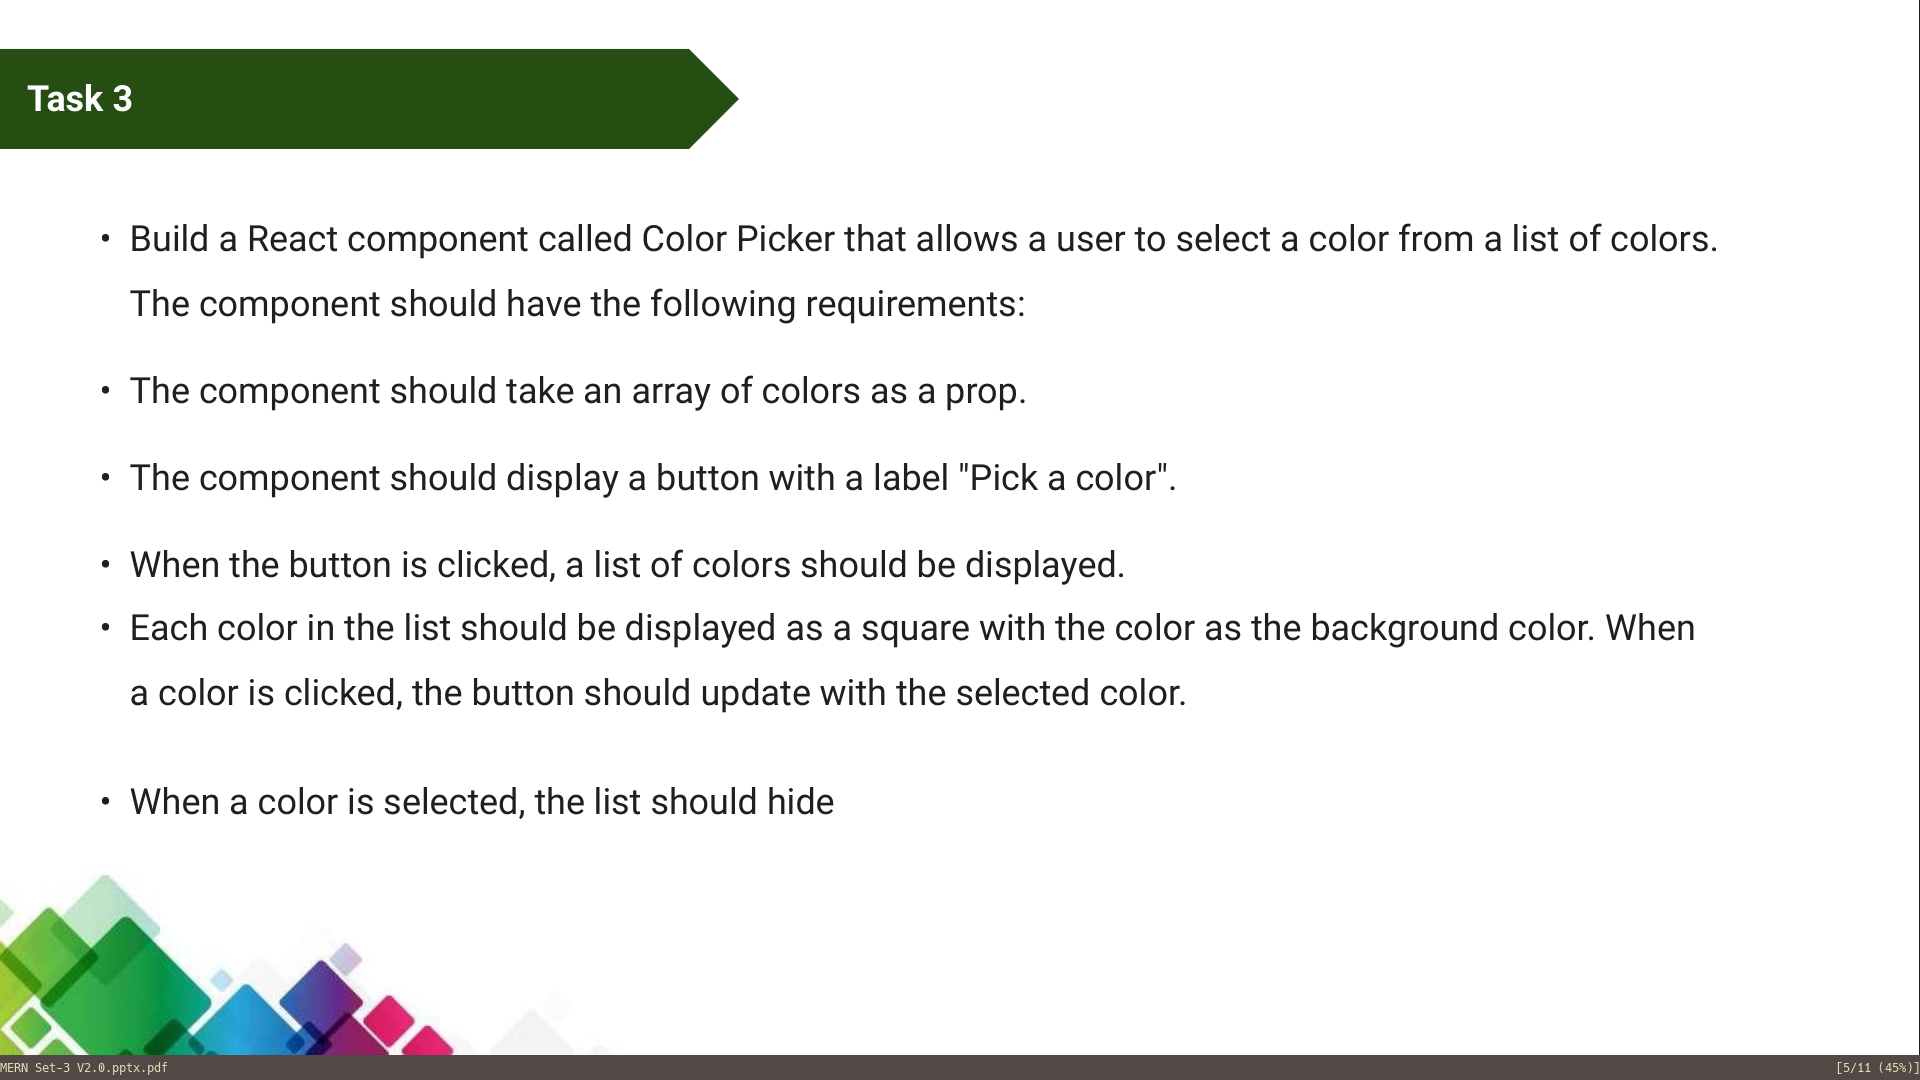 Task 3
• Build a React component called Color Picker that allows a user to select a color from a list of colors.
The component should have the following requirements:
• The component should take an array of colors as a prop.
• The component should display a button with a label "Pick a color".
• When the button is clicked, a list of colors should be displayed.
• Each color in the list should be displayed as a square with the color as the background color. When
a color is clicked, the button should update with the selected color.
• When a color is selected, the list should hide
MERN Set-3 V2.0.pptx.pdf
[5/11 (45%)]